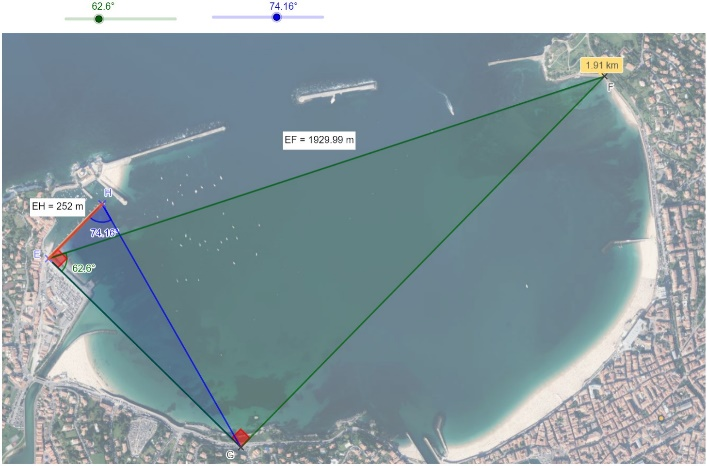 62.6°
74.16°
1.91 km
F
EF = 1929.99 m
H
EH = 252 m
74.16°
E
62.6°
G